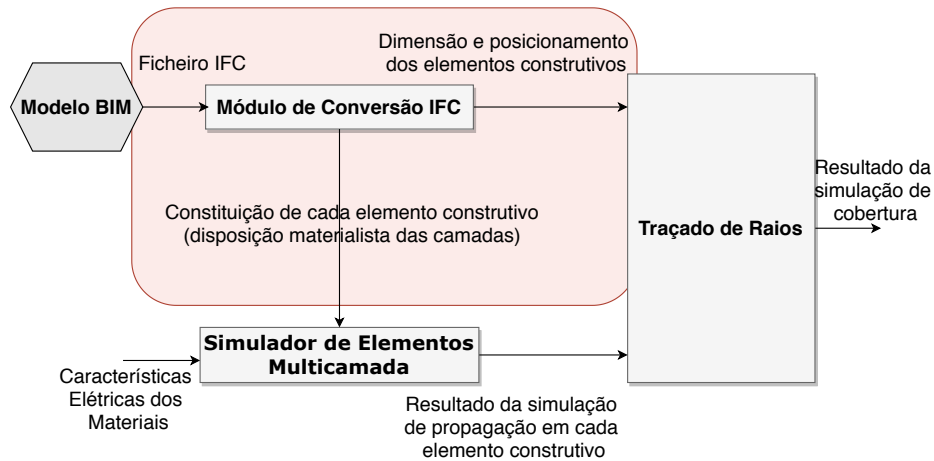 Ficheiro IFC
Dimensão e posicionamento
dos elementos construtivos
Modelo BIM
Módulo de Conversão IFC
Constituição de cada elemento construtivo
(disposição materialista das camadas)
Traçado de Raios
Resultado da
simulação de
cobertura
Simulador de Elementos
Multicamada
Características
Elétricas dos
Materiais
Resultado da simulação
de propagação em cada
elemento construtivo